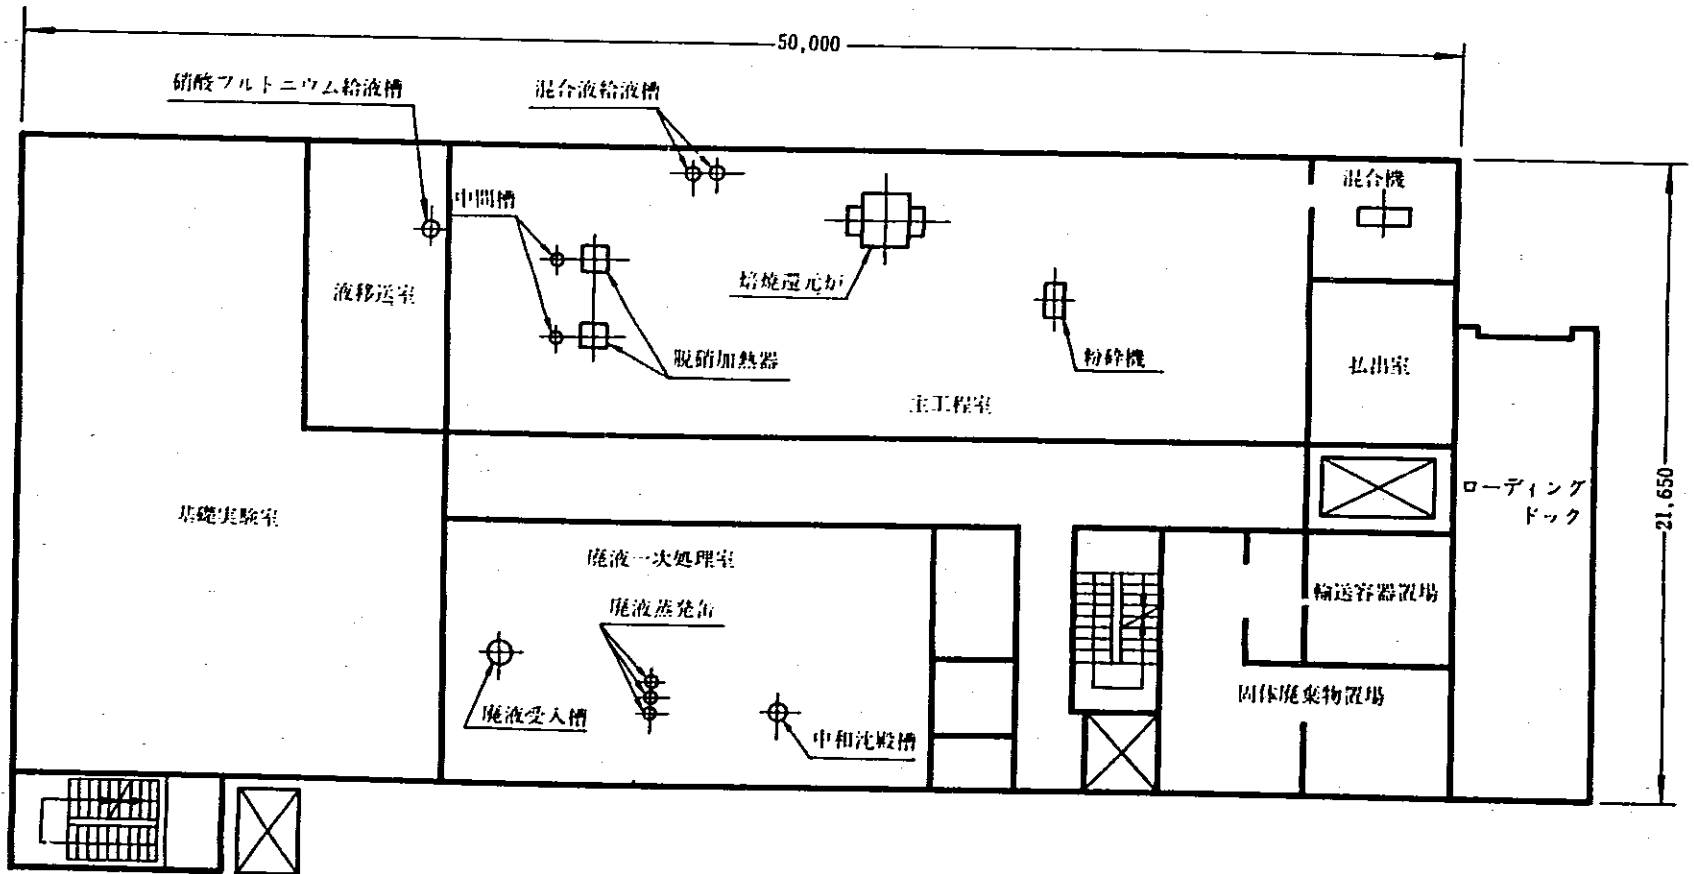 50,000
硝酸プルトニウム給液槽
混合液給液槽
混合機
中間槽
液移送室
焙焼還元炉
脱硝加熱器
粉砕機
払出室
主工程室
ローディング
ドック
21,650
基礎実験室
廃液一次処理室
廃液蒸発缶
輸送容器置場
固体廃棄物置場
廃液受入槽
中和沈殿槽